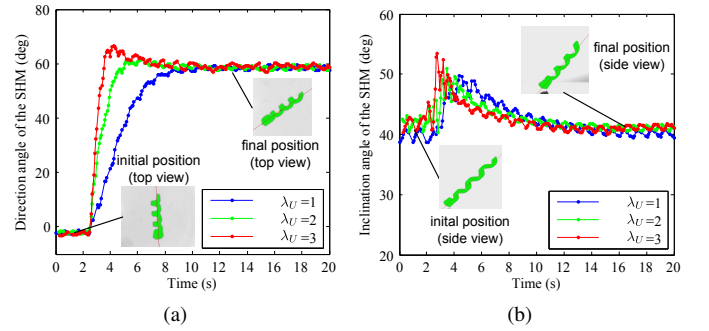 Direction angle of the SHM (deg)
80
60
40
20
0
0 2 4 6 8 10 12 14 16 18 20
Time (s)
initial position
(top view)
final position
(top view)
λU=1
λU=2
λU=3
(a)
Inclination angle of the SHM (deg)
60
50
40
30
20
0 2 4 6 8 10 12 14 16 18 20
Time (s)
final position
(side view)
inital position
(side view)
λU=1
λU=2
λU=3
(b)